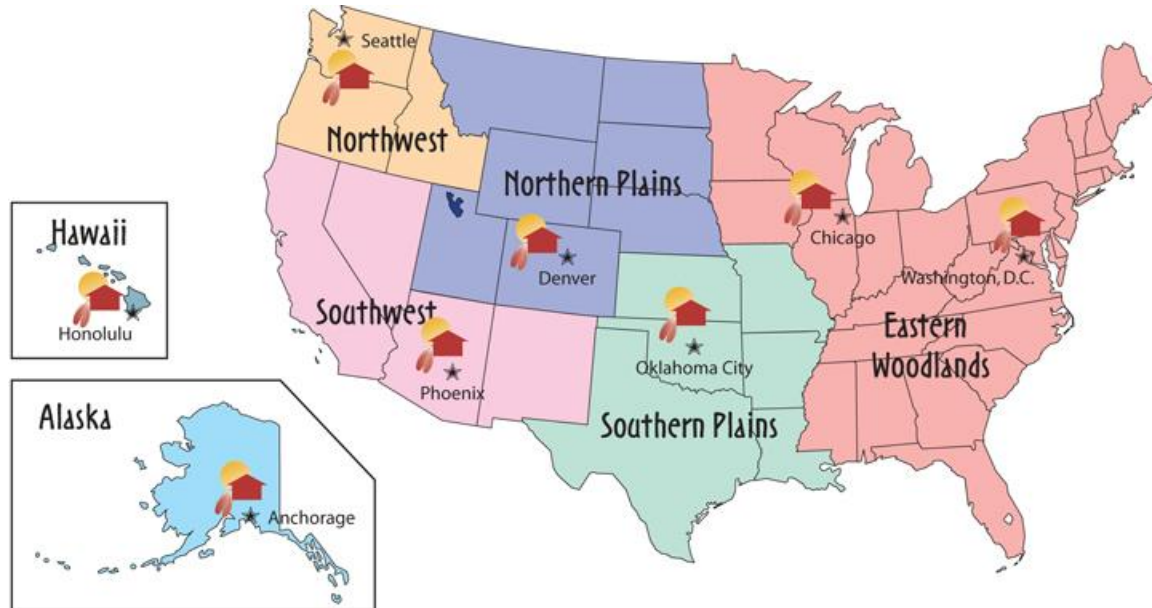 Seattle
Northwest
Northern Plains
Hawaii
Honolulu
Denver
Chicago
Washington, D.C.
Southwest
Phoenix
Oklahoma City
Eastern
Woodlands
Southern Plains
Alaska
Anchorage